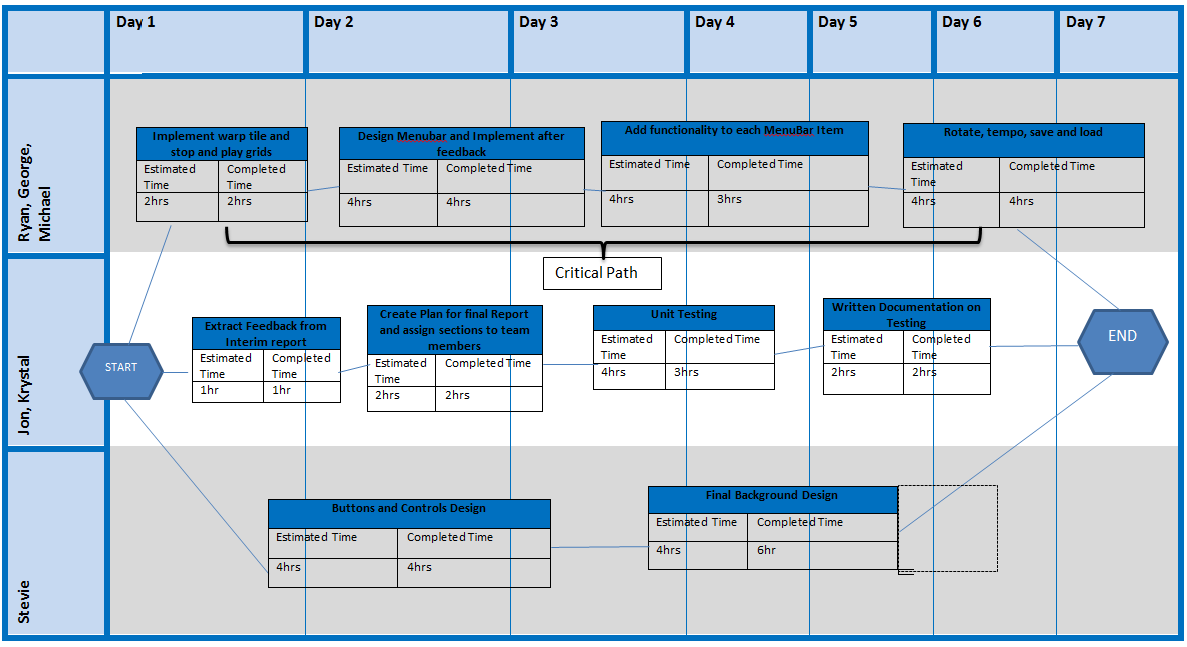 Day 1
Day 2
Day 3
Day 4
Day 5
Day 6
Day 7
Ryan, George,
Michael
Implement warp tile and
stop and play grids
Estimated
Time
Completed
Time
2hrs
2hrs
Design Menubar and Implement after
feedback
Estimated Time
Completed Time
4hrs
4hrs
Add functionality to each MenuBar Item
Estimated Time
Completed Time
4hrs
3hrs
Rotate, tempo, save and load
Estimated
Time
Completed Time
4hrs
4hrs
Critical Path
Jon, Krystal
START
Extract Feedback from
Interim report
Estimated
Time
Completed
Time
1hr
1hr
Create Plan for final Report
and assign sections to team
members
Estimated
Time
Completed Time
2hrs
2hrs
Unit Testing
Estimated
Time
Completed Time
4hrs
3hrs
Written Documentation on
Testing
Estimated
Time
Completed
Time
2hrs
2hrs
END
Stevie
Buttons and Controls Design
Estimated Time
Completed Time
4hrs
4hrs
Final Background Design
Estimated Time
Completed Time
4hrs
6hr